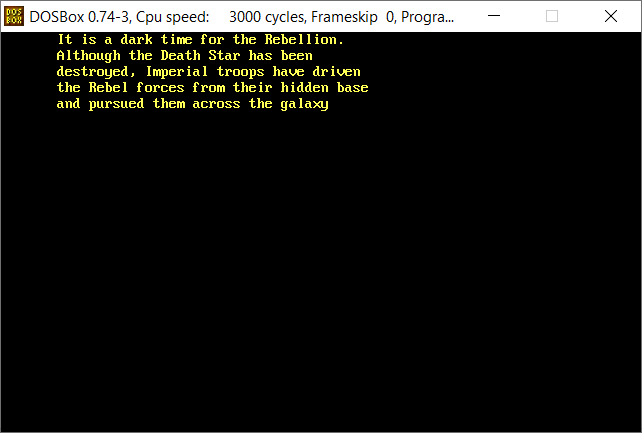 DOS
BOX
DOSBox 0.74-3, Cpu speed: 3000 cycles, Frameskip 0, Progra...
It is a dark time for the Rebellion.
Although the Death Star has been
destroyed, Imperial troops have driven
the Rebel forces from their hidden base
and pursued them across the galaxy